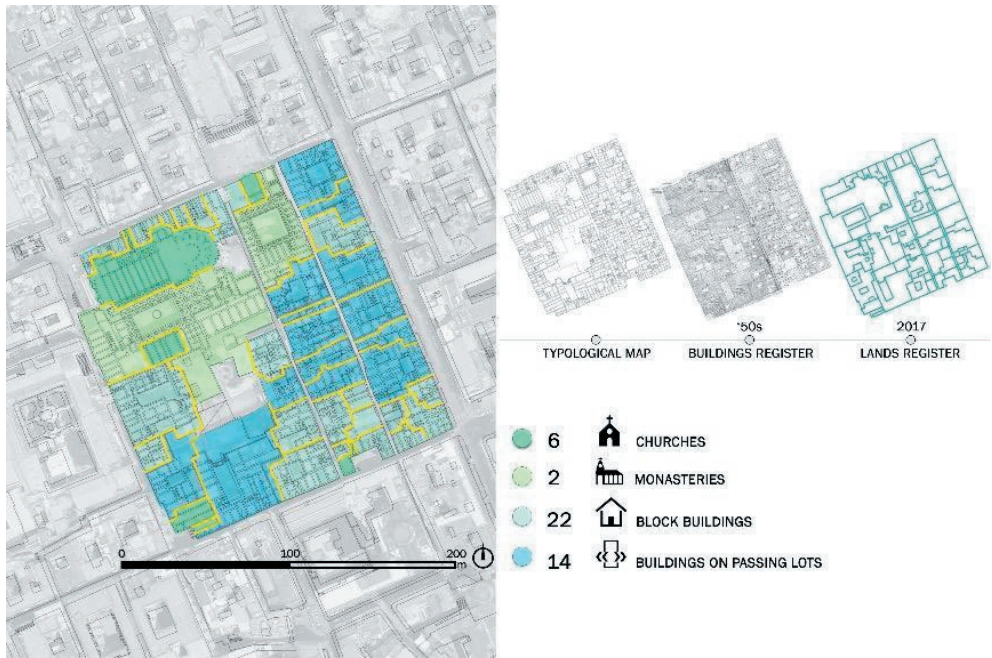 '50s
2017
TYPOLOGICAL MAP
BUILDINGS REGISTER
LANDS REGISTER
6 CHURCHES
2 MONASTERIES
22 BLOCK BUILDINGS
14 BUILDINGS ON PASSING LOTS
0 100 200
m